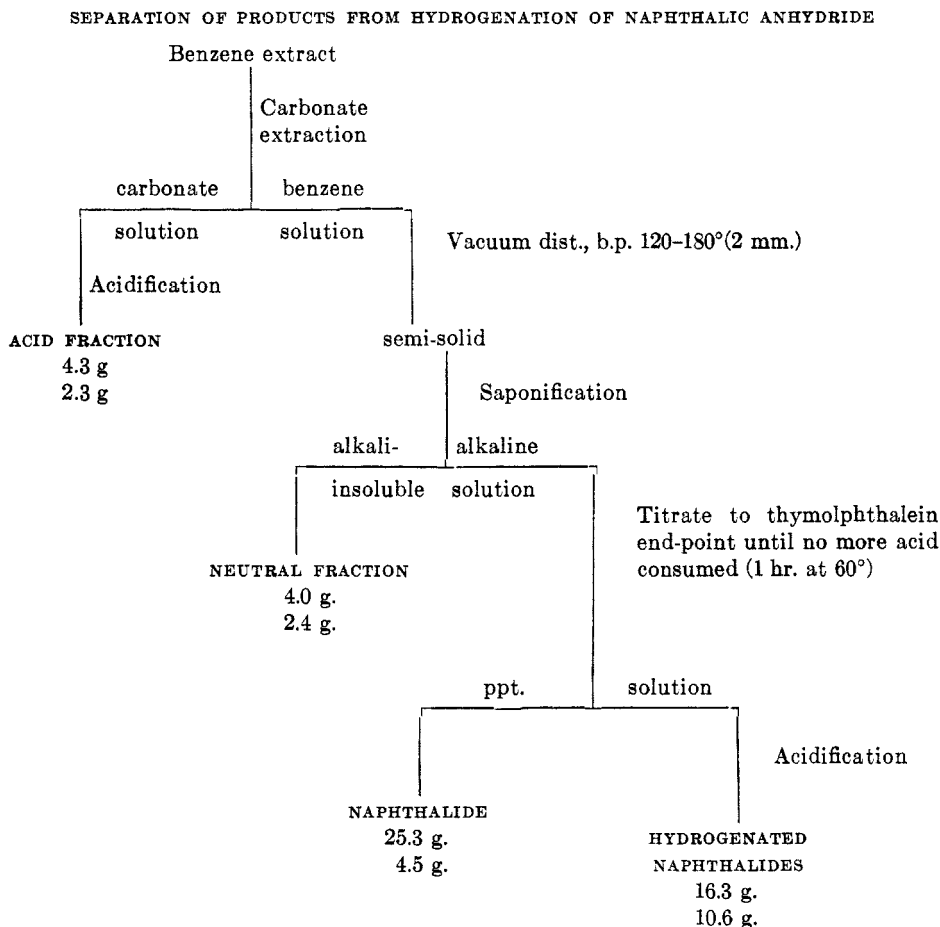 SEPARATION OF PRODUCTS FROM HYDROGENATION OF NAPHTHALIC ANHYDRIDE
Benzene extract
Carbonate
extraction
carbonate benzene
solution solution
Vacuum dist., b.p. 120–180°(2 mm.)
Acidification
ACID FRACTION
4.3 g
2.3 g
semi-solid
Saponification
alkali- alkaline
insoluble solution
Titrate to thymolphthalein
end-point until no more acid
consumed (1 hr. at 60°)
NEUTRAL FRACTION
4.0 g.
2.4 g.
ppt. solution
Acidification
NAPHTHALIDE
25.3 g.
4.5 g.
HYDROGENATED
NAPHTHALIDES
16.3 g.
10.6 g.